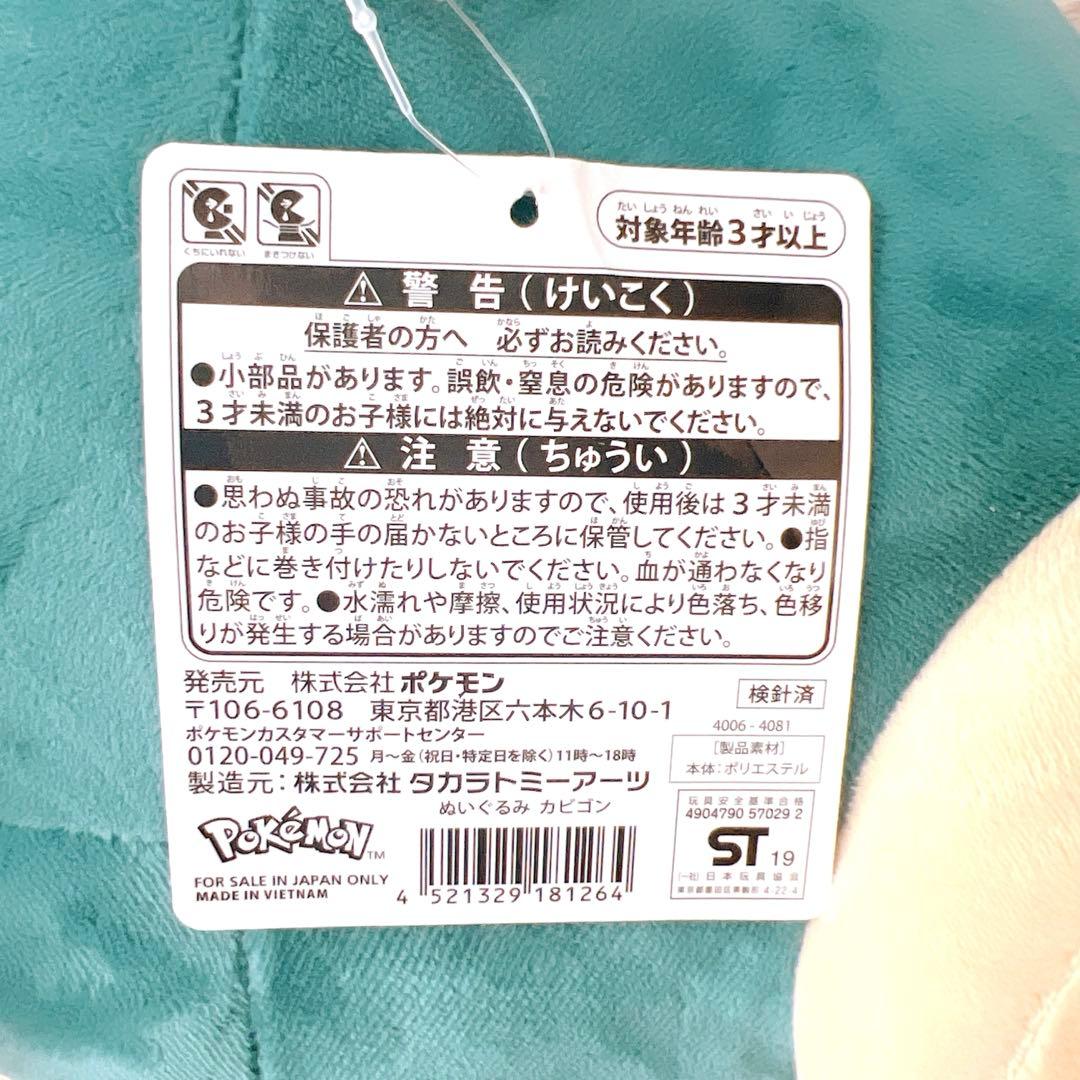 くちにいれない まきつけない
対象年齢3才以上
警告(けいこく)
保護者の方へ 必ずお読みください。
●小部品があります。誤飲・窒息の危険がありますので、
3才未満のお子様には絶対に与えないでください。
注意(ちゅうい)
●思わぬ事故の恐れがありますので、使用後は3才未満
のお子様の手の届かないところに保管してください。●指
などに巻き付けたりしないでください。血が通わなくなり
危険です。●水濡れや摩擦、使用状況により色落ち、色移
りが発生する場合がありますのでご注意ください。
発売元 株式会社ポケモン
〒106-6108 東京都港区六本木6-10-1
ポケモンカスタマーサポートセンター
0120-049-725 月~金(祝日・特定日を除く)11時~18時
製造元:株式会社 タカラトミーアーツ
ぬいぐるみ カビゴン
検針済
4006-4081
[製品素材]
本体:ポリエステル
玩具安全基準合格
4904790 57029 2
ST 19
(一社)日本玩具協会
東京都墨田区東駒形 4-22-4
POKéMON TM
FOR SALE IN JAPAN ONLY
MADE IN VIETNAM
4 521329 181264